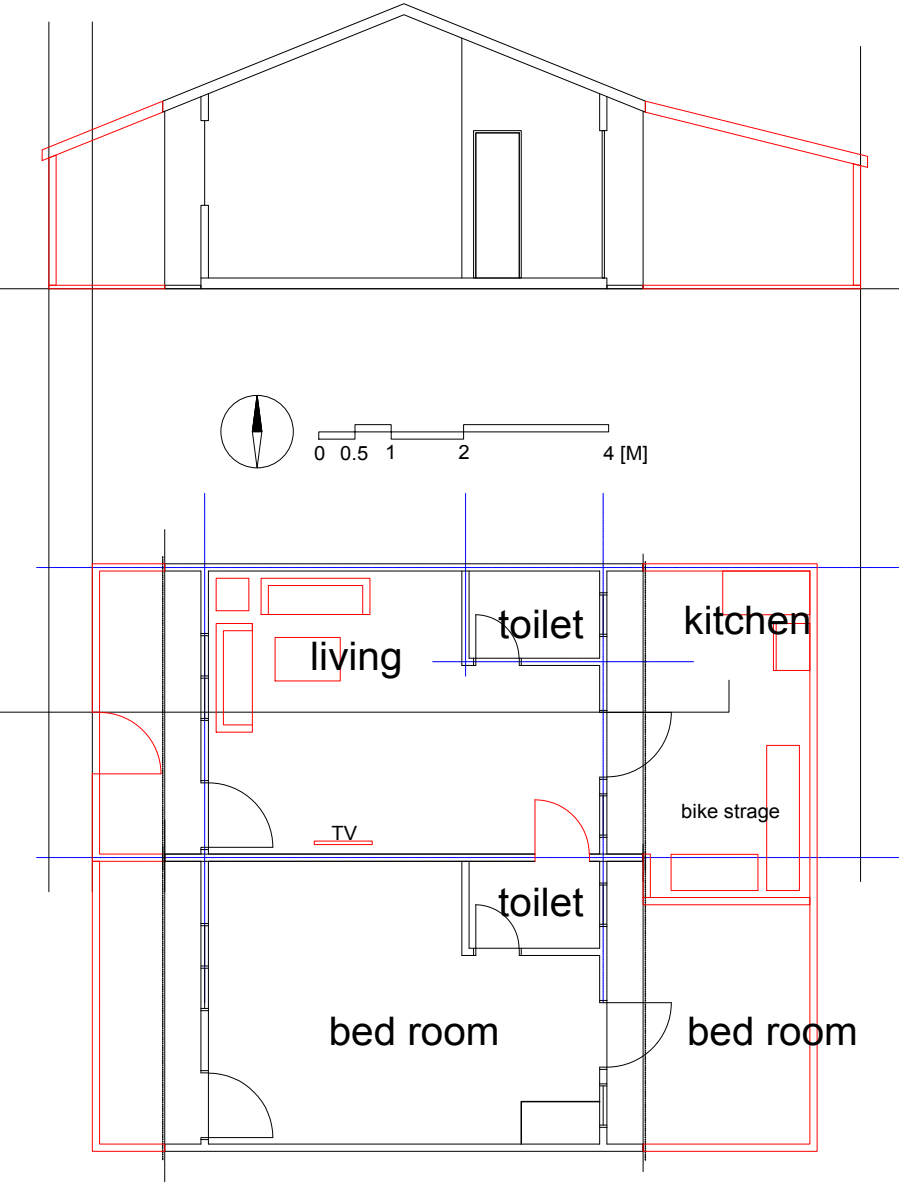 0 0.5 1 2 4 [M]
toilet
kitchen
living
bike strage
TV
toilet
bed room
bed room